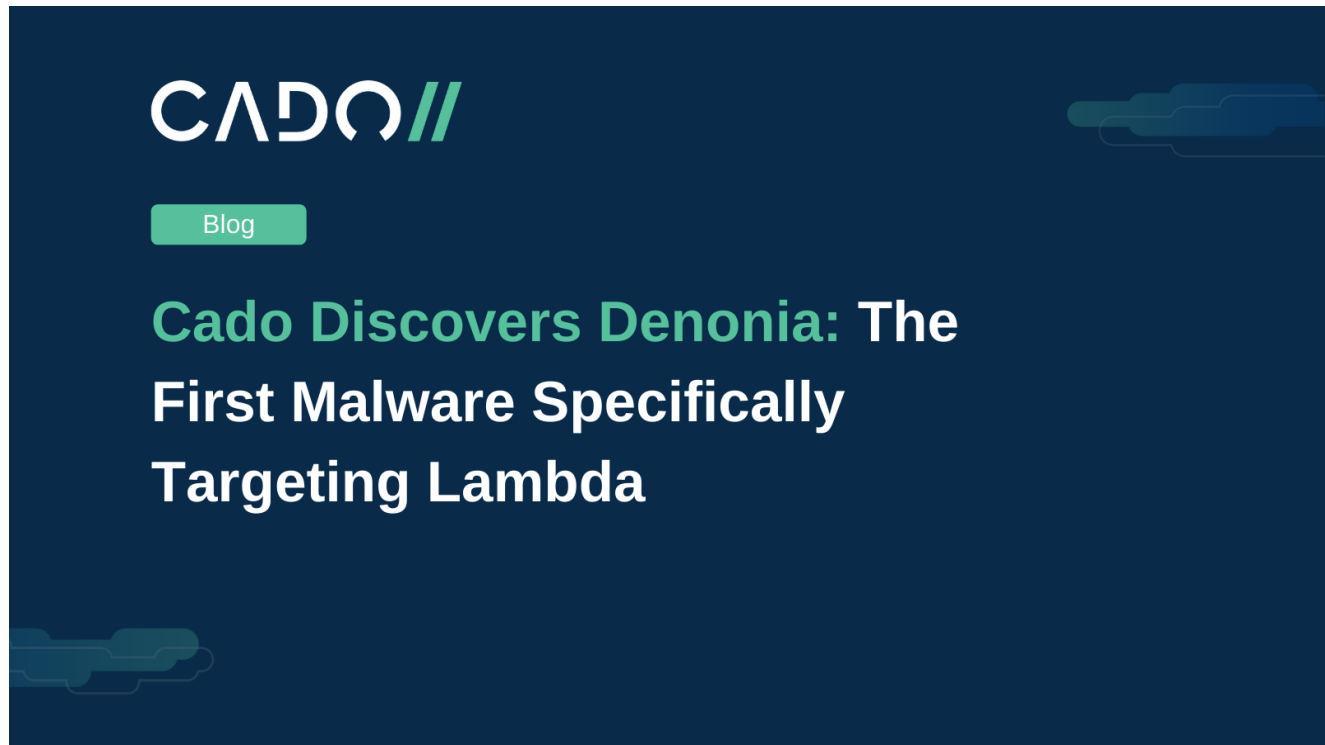 CADO//
Blog
Cado Discovers Denonia: The
First Malware Specifically
Targeting Lambda